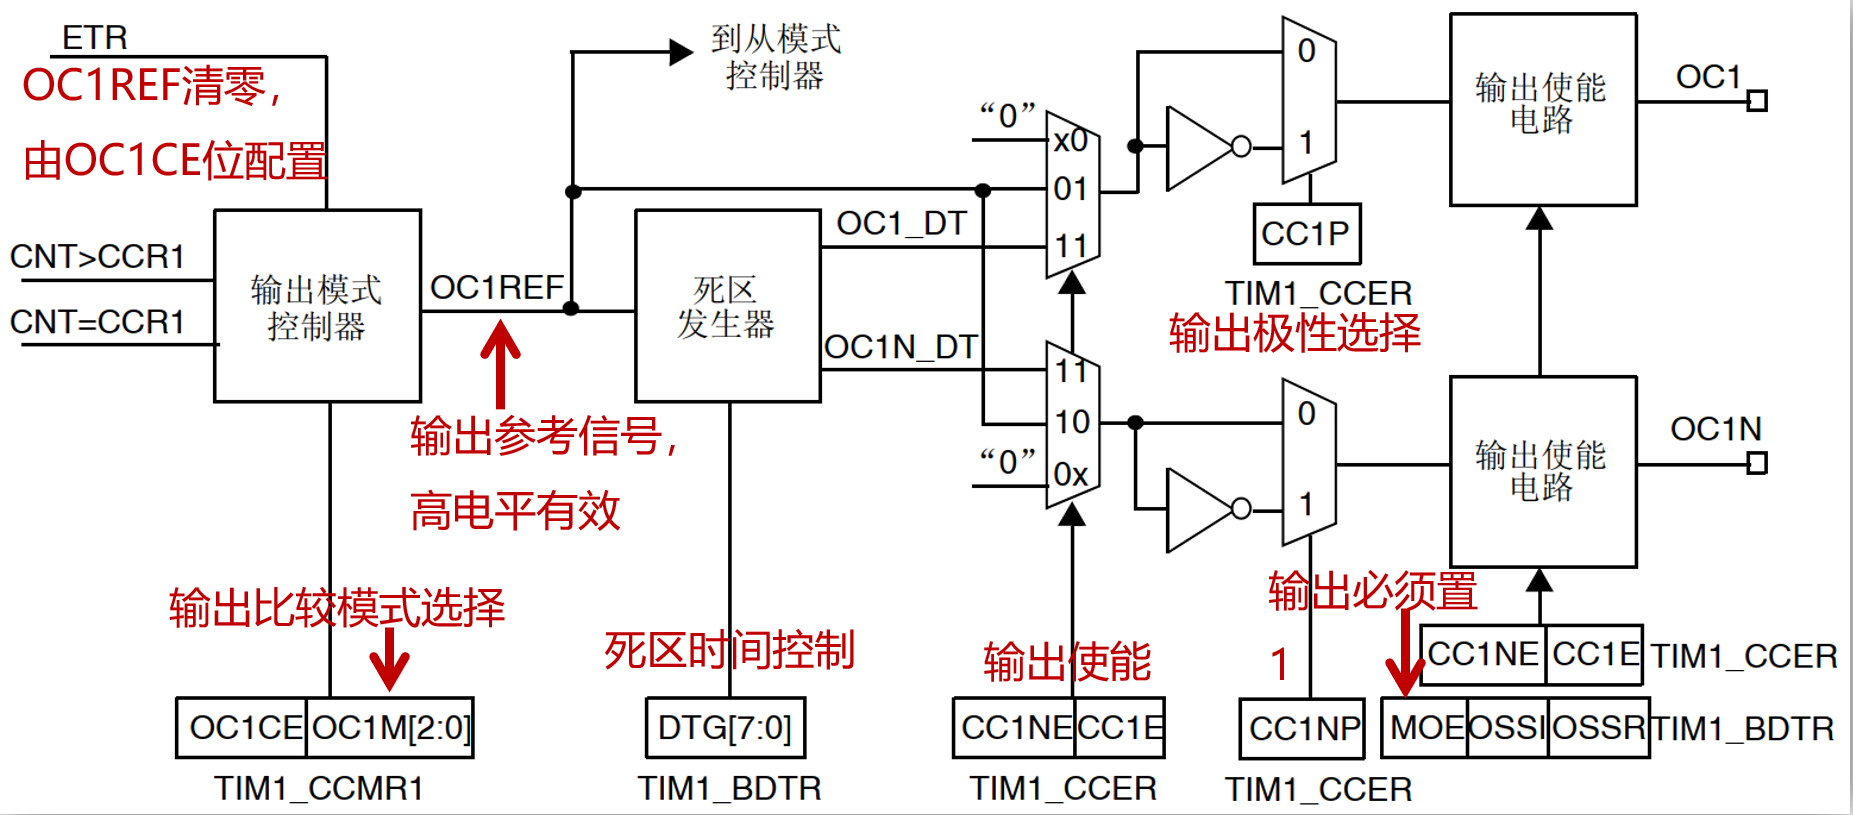 ETR
OC1REF清零，
由OC1CE位配置
到从模式
控制器
“0”
x0
01
11
0
1
输出使能
电路
OC1
CC1P
TIM1_CCER
输出极性选择
CNT>CCR1
CNT=CCR1
输出模式
控制器
OC1REF
死区
发生器
OC1_DT
OC1N_DT
输出参考信号，
高电平有效
11
10
“0”
0x
0
1
输出使能
电路
OC1N
输出比较模式选择
死区时间控制
输出使能
输出必须置
1
CC1NE CC1E TIM1_CCER
OC1CE OC1M[2:0]
TIM1_CCMR1
DTG[7:0]
TIM1_BDTR
CC1NE CC1E
TIM1_CCER
CC1NP
TIM1_CCER
MOE OSSI OSSR TIM1_BDTR